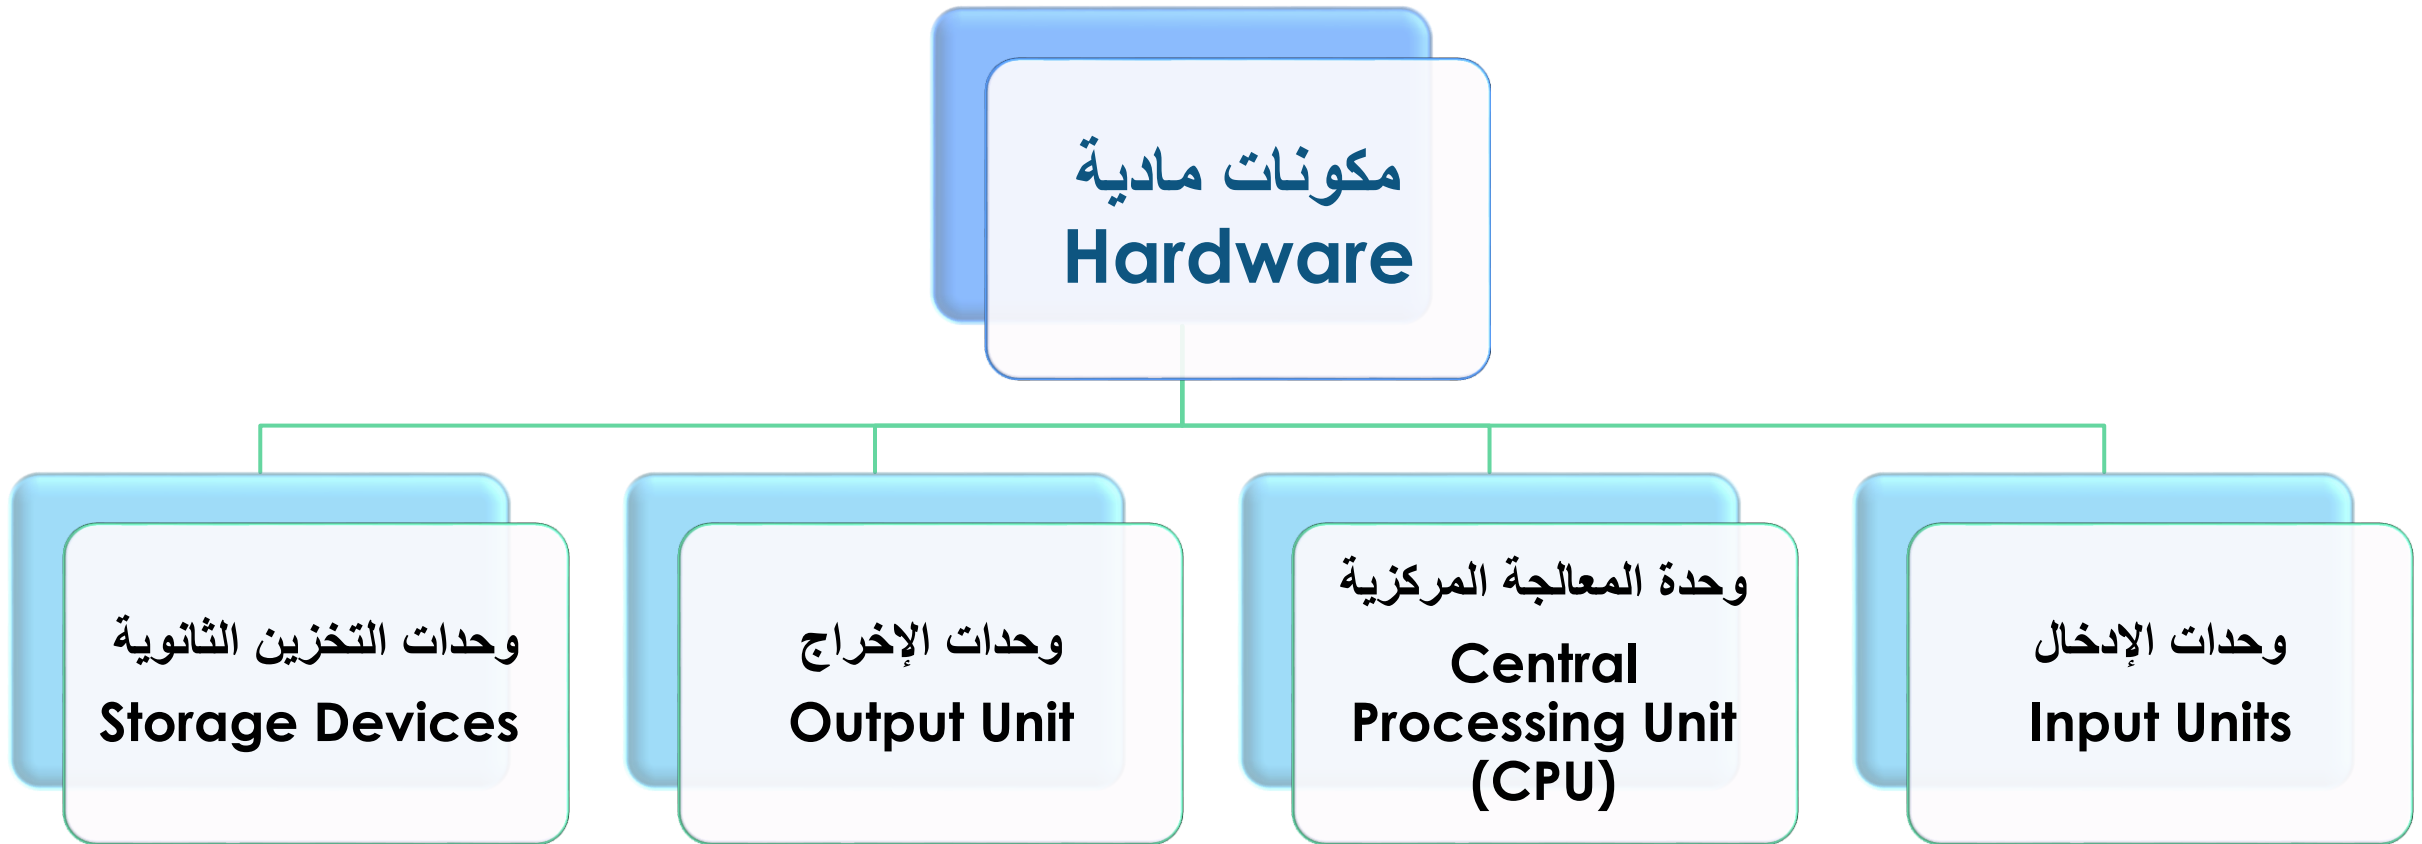 مكونات مادية
Hardware
وحدات الإدخال
Input Units
وحدة المعالجة المركزية
Central
Processing Unit
(CPU)
وحدات الإخراج
Output Unit
وحدات التخزين الثانوية
Storage Devices